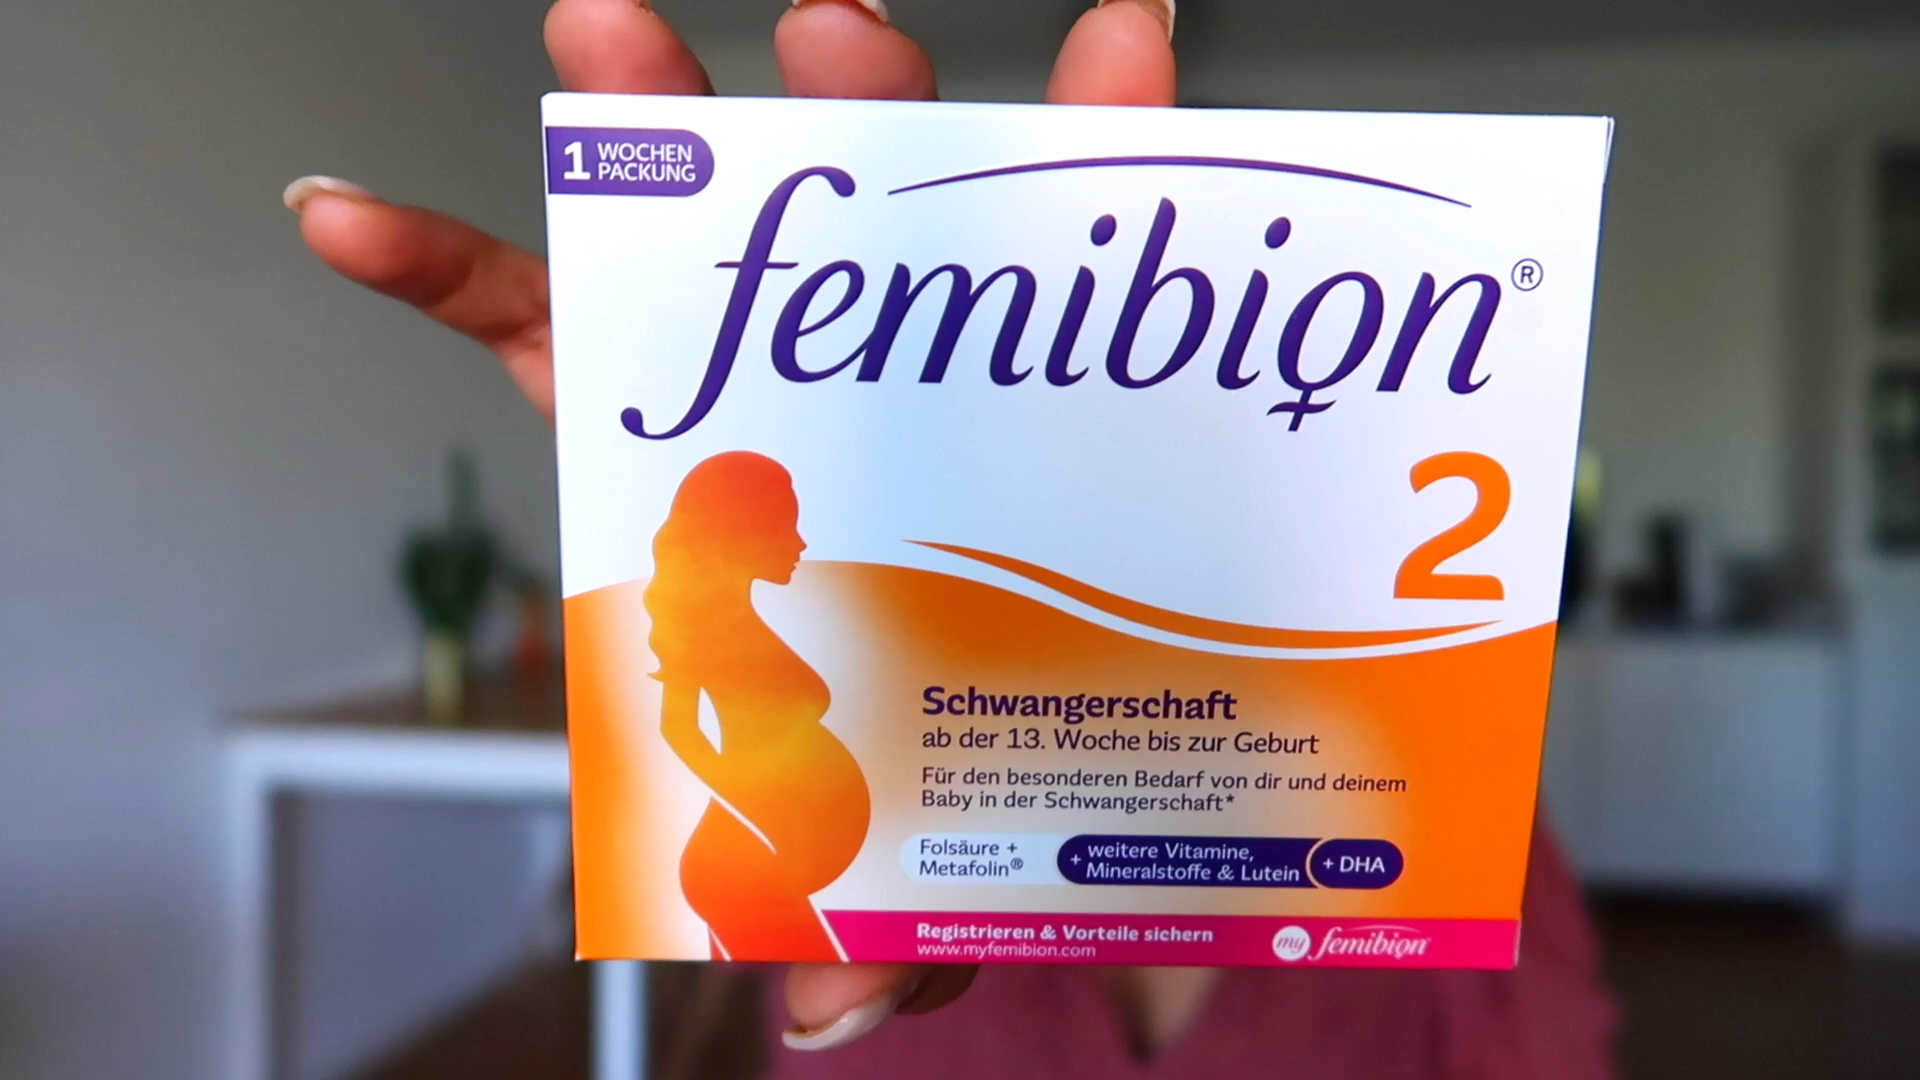 1 WOCHEN
PACKUNG
femibion®
2
Schwangerschaft
ab der 13. Woche bis zur Geburt
Für den besonderen Bedarf von dir und deinem
Baby in der Schwangerschaft*
Folsäure +
Metafolin®
+ weitere Vitamine,
Mineralstoffe & Lutein
+ DHA
Registrieren & Vorteile sichern
www.myfemibion.com
my femibion®